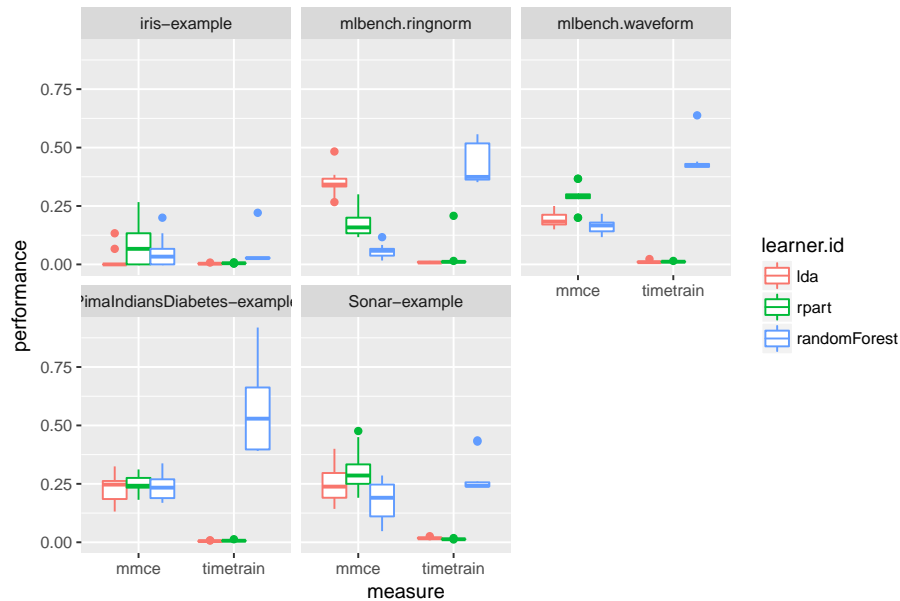 iris-example
mlbench.ringnorm
mlbench.waveform
0.75
0.50
0.25
0.00
mmce
timetrain
PimaIndiansDiabetes-example
Sonar-example
0.75
0.50
0.25
0.00
mmce
timetrain
mmce
timetrain
measure
performance
learner.id
lda
rpart
randomForest